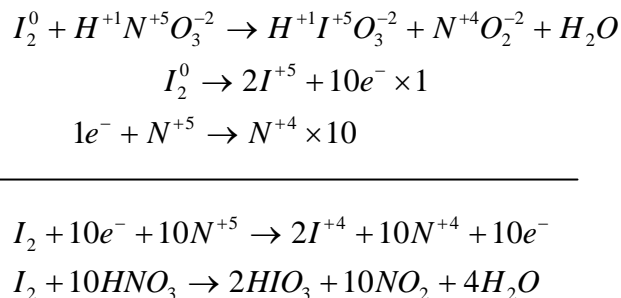 I_2^0 + H^{+1}N^{+5}O_3^{-2} → H^{+1}I^{+5}O_3^{-2} + N^{+4}O_2^{-2} + H_2O
I_2^0 → 2I^{+5} + 10e^- × 1
1e^- + N^{+5} → N^{+4} × 10
I_2 + 10e^- + 10N^{+5} → 2I^{+4} + 10N^{+4} + 10e^-
I_2 + 10HNO_3 → 2HIO_3 + 10NO_2 + 4H_2O